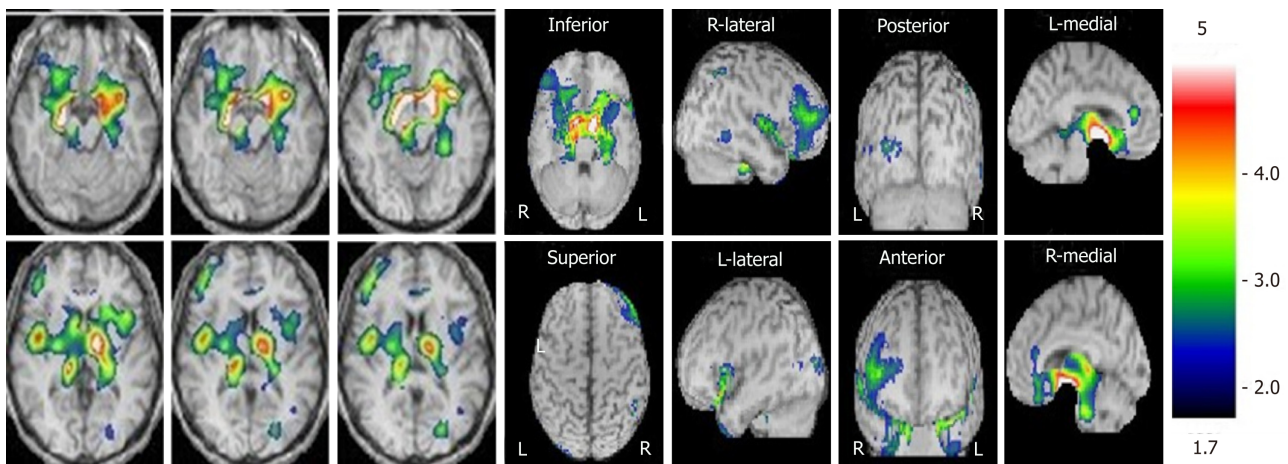 Inferior
R
L
R-lateral
Posterior
L
R
L-medial
Superior
L
L
R
L-lateral
Anterior
R
L
R-medial
5
- 4.0
- 3.0
- 2.0
1.7